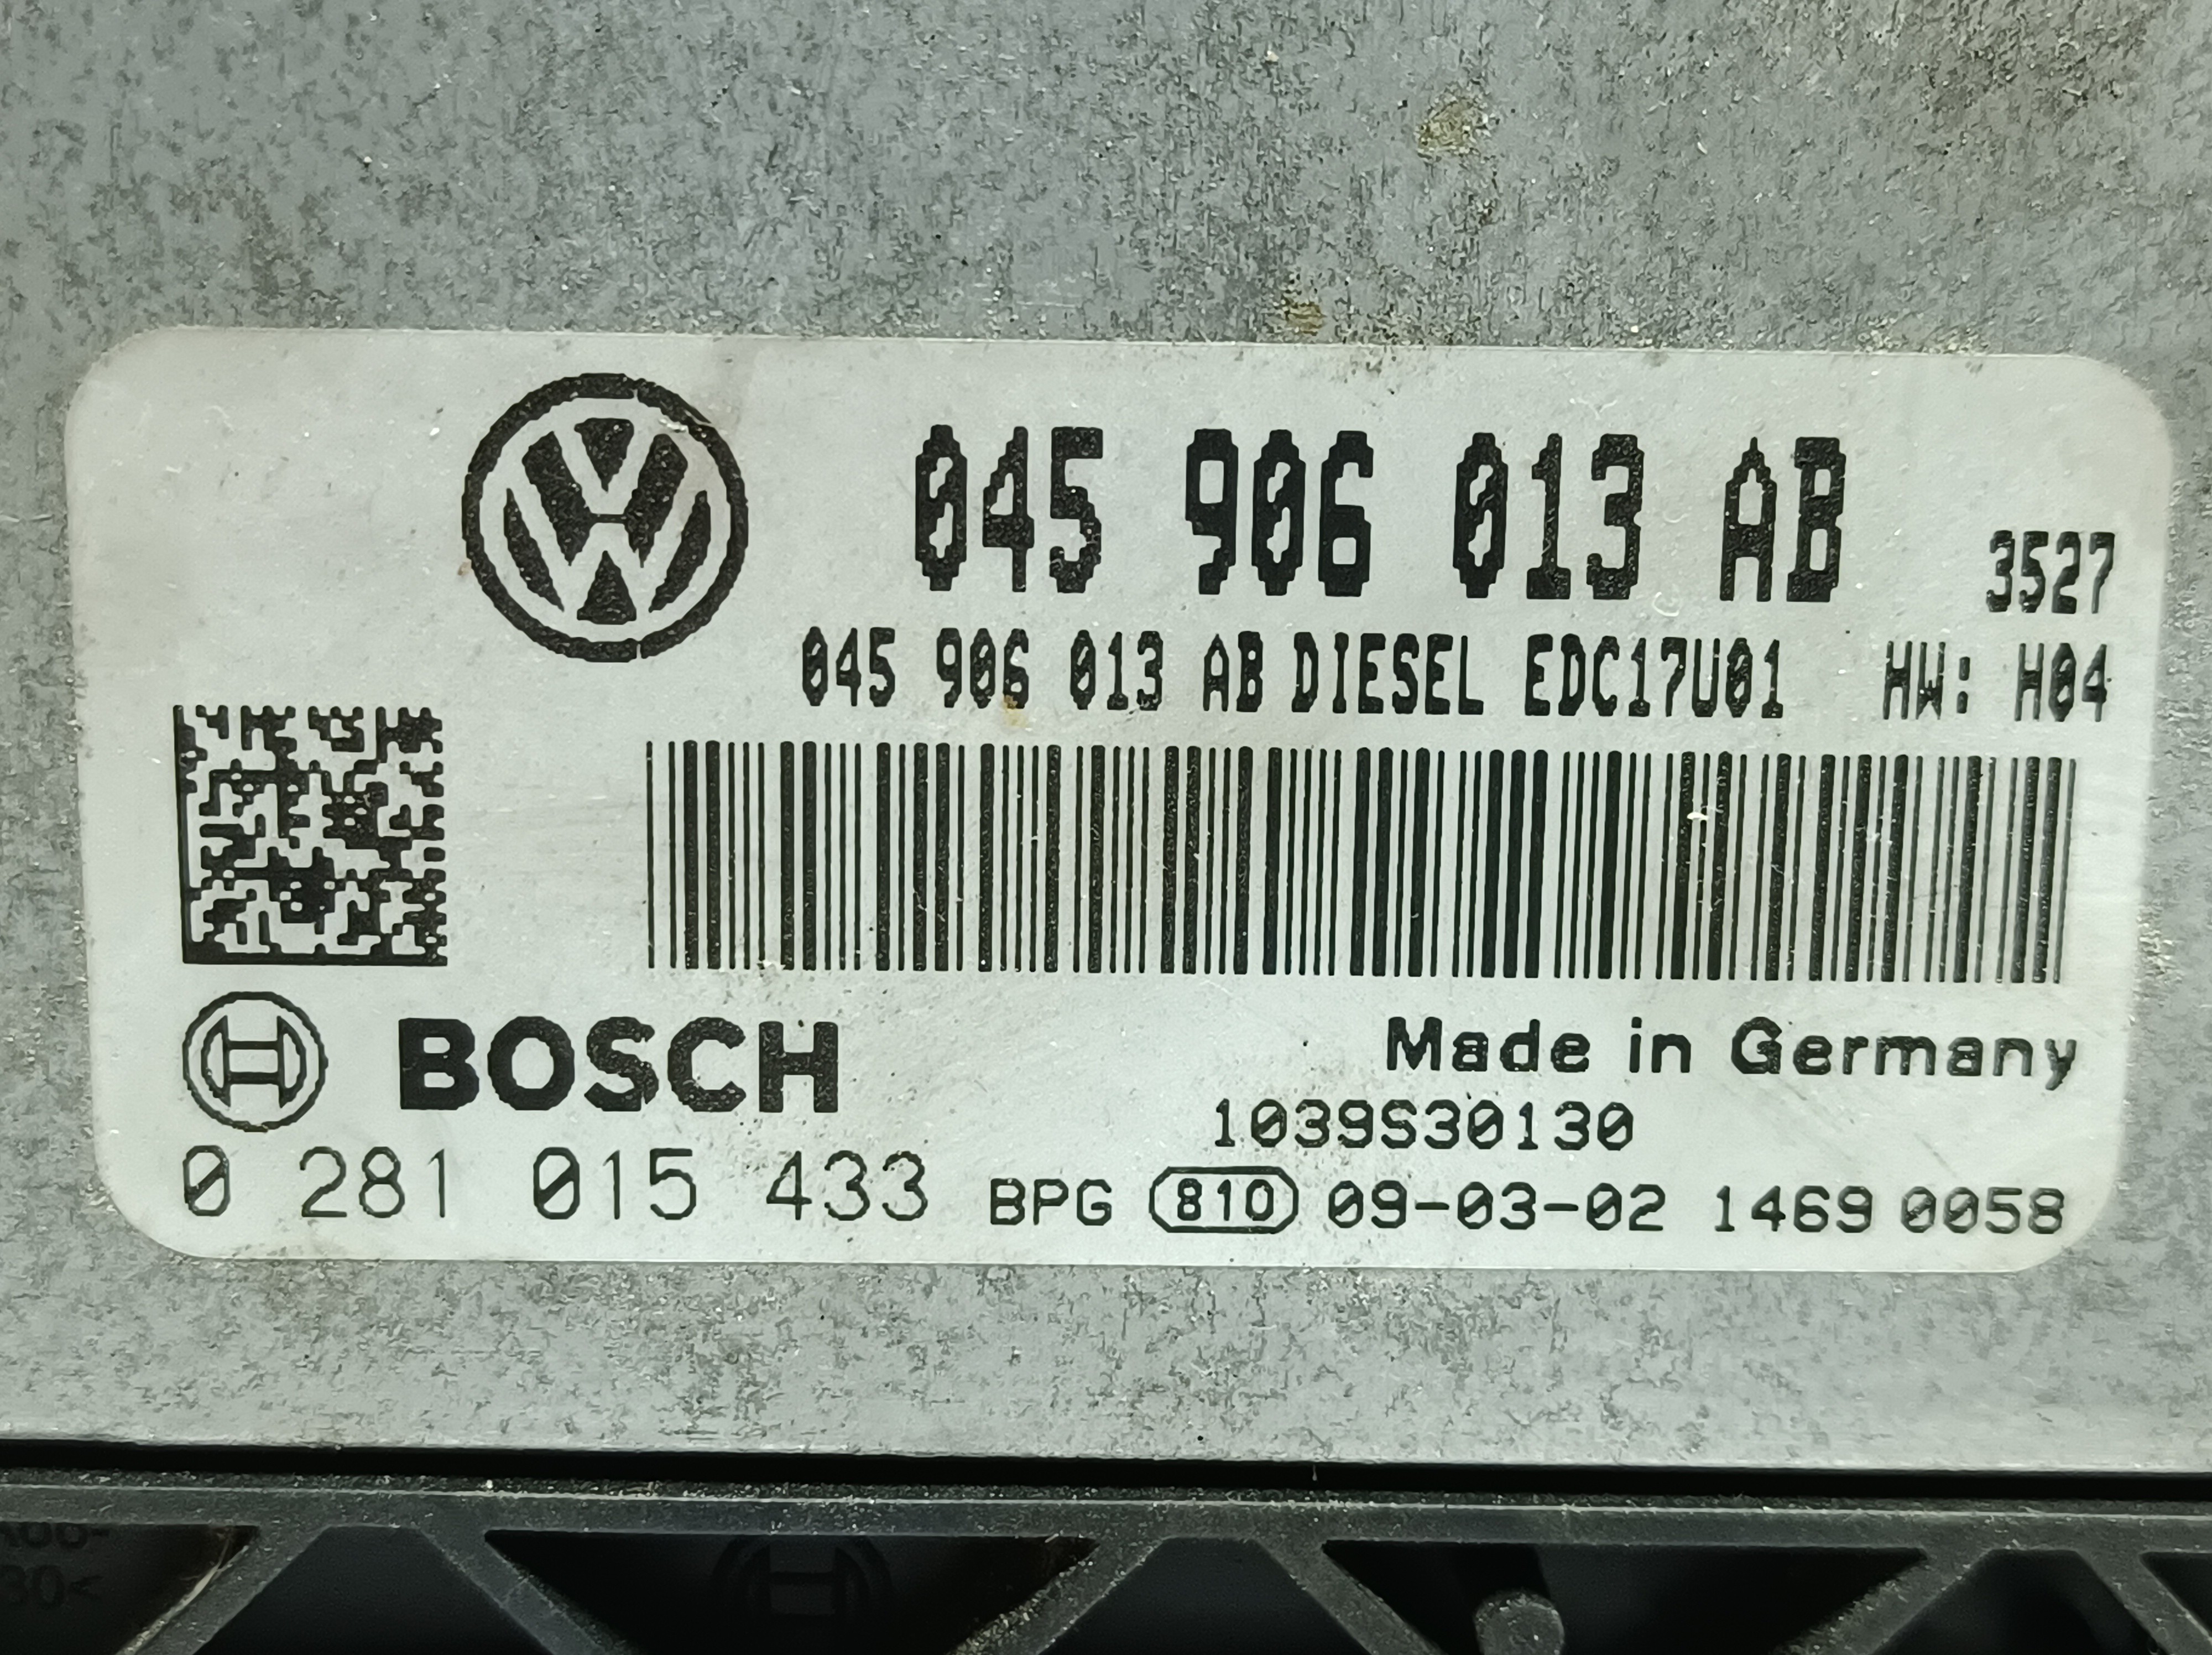 045 906 013 AB
3527
045 906 013 AB DIESEL EDC17U01 HW: H04
BOSCH
Made in Germany
1039S30130
0 281 015 433 BPG 810 09-03-02 1469 0058
30<